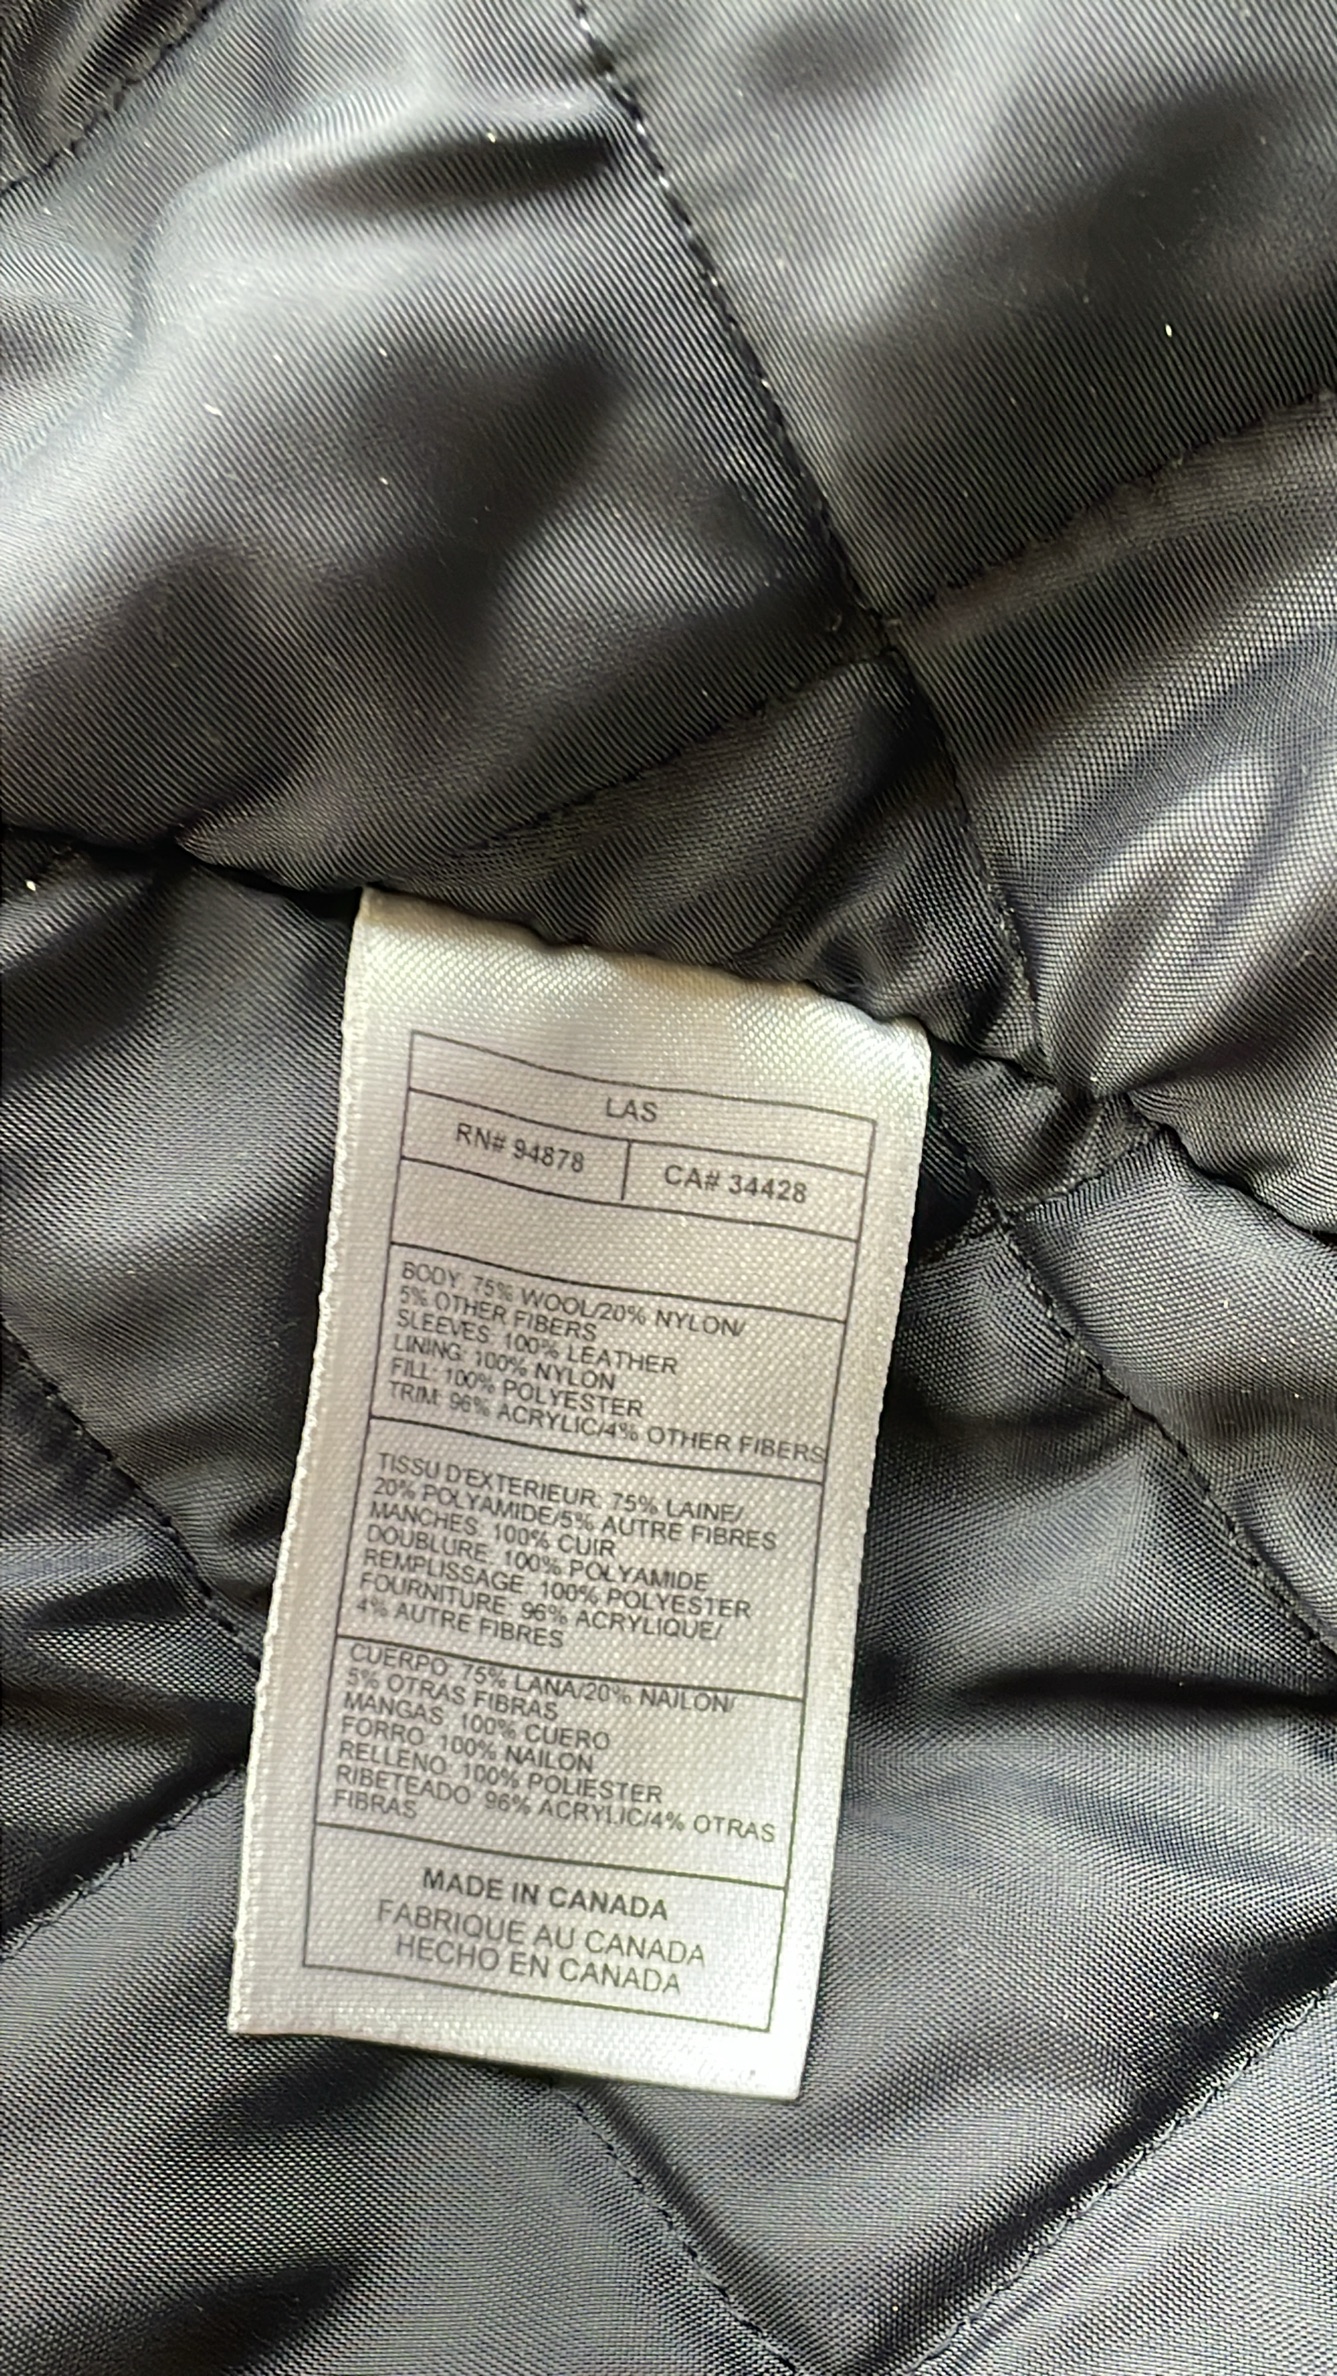 LAS
RN# 94878
CA# 34428
BODY: 75% WOOL/20% NYLON/
5% OTHER FIBERS
SLEEVES: 100% LEATHER
LINING: 100% NYLON
FILL: 100% POLYESTER
TRIM: 96% ACRYLIC/4% OTHER FIBERS
TISSU D'EXTERIEUR: 75% LAINE/
20% POLYAMIDE/5% AUTRE FIBRES
MANCHES: 100% CUIR
DOUBLURE: 100% POLYAMIDE
REMPLISSAGE: 100% POLYESTER
FOURNITURE: 96% ACRYLIQUE/
4% AUTRE FIBRES
CUERPO: 75% LANA/20% NAILON/
5% OTRAS FIBRAS
MANGAS: 100% CUERO
FORRO: 100% NAILON
RELLENO: 100% POLIESTER
RIBETEADO: 96% ACRYLIC/4% OTRAS
FIBRAS
MADE IN CANADA
FABRIQUE AU CANADA
HECHO EN CANADA